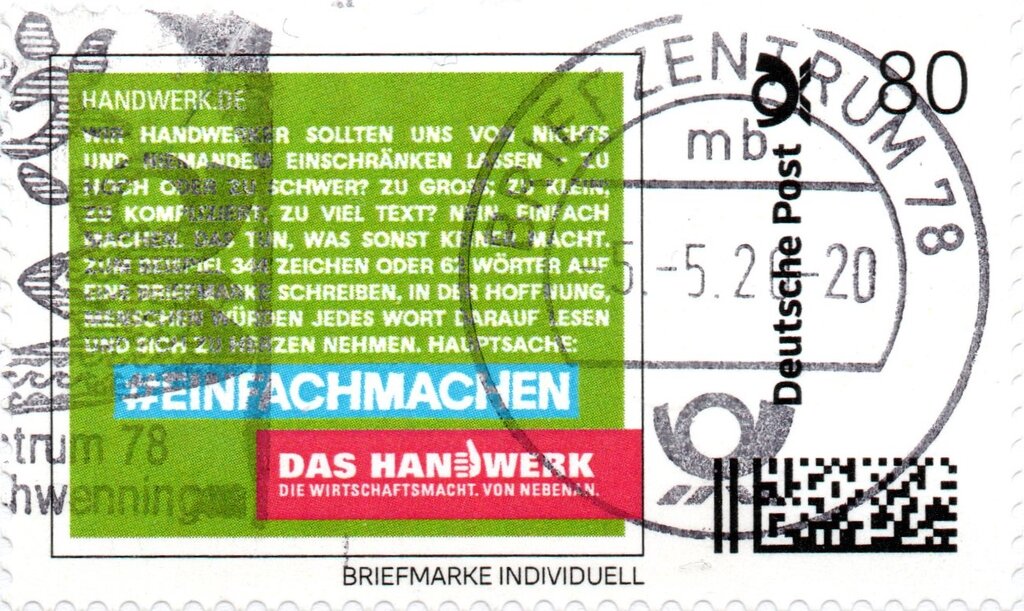 HANDWERK.DE
WIR HANDWERKER SOLLTEN UNS VON NICHTS
UND NIEMANDEM EINSCHRÄNKEN LASSEN - ZU
HOCH ODER ZU SCHWER? ZU GROSS, ZU KLEIN,
ZU KOMPLIZIERT, ZU VIEL TEXT? NEIN. EINFACH
MACHEN. DAS TUN, WAS SONST KEINER MACHT.
ZUM BEISPIEL 344 ZEICHEN ODER 62 WÖRTER AUF
EINE BRIEFMARKE SCHREIBEN, IN DER HOFFNUNG,
MENSCHEN WÜRDEN JEDES WORT DARAUF LESEN
UND SICH ZU HERZEN NEHMEN. HAUPTSACHE:
#EINFACHMACHEN
DAS HANDWERK
DIE WIRTSCHAFTSMACHT. VON NEBENAN.
BRIEFMARKE INDIVIDUELL
80
Deutsche Post
BRIEFZENTRUM 78
mb
-5.2 -20
trum 78
hwenningen